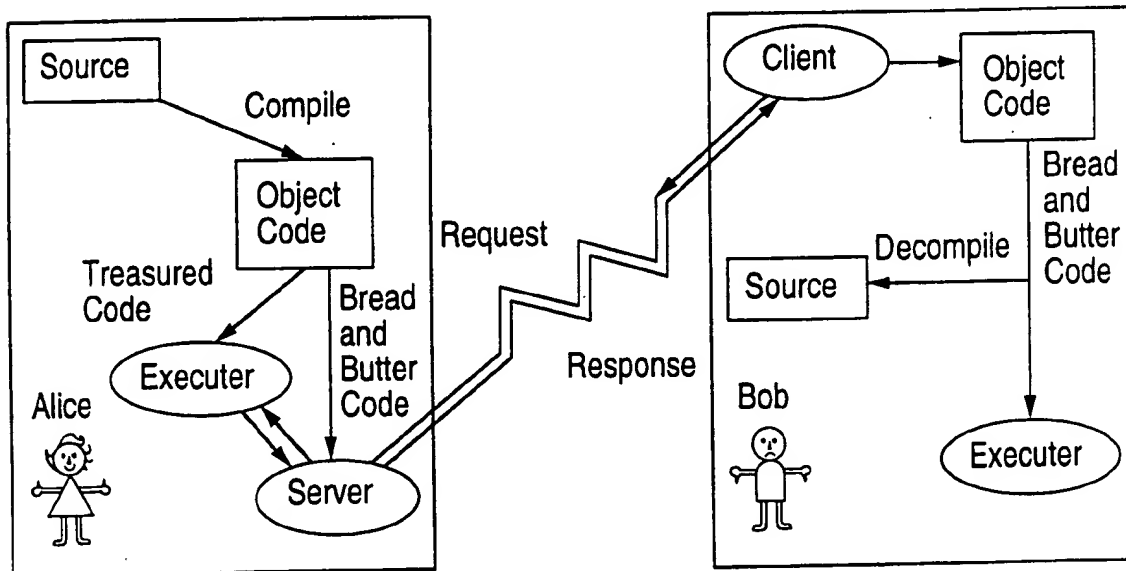 Source
Compile
Object
Code
Treasured
Code
Bread
and
Butter
Code
Executer
Alice
Server
Request
Response
Client
Object
Code
Bread
and
Butter
Code
Decompile
Source
Bob
Executer